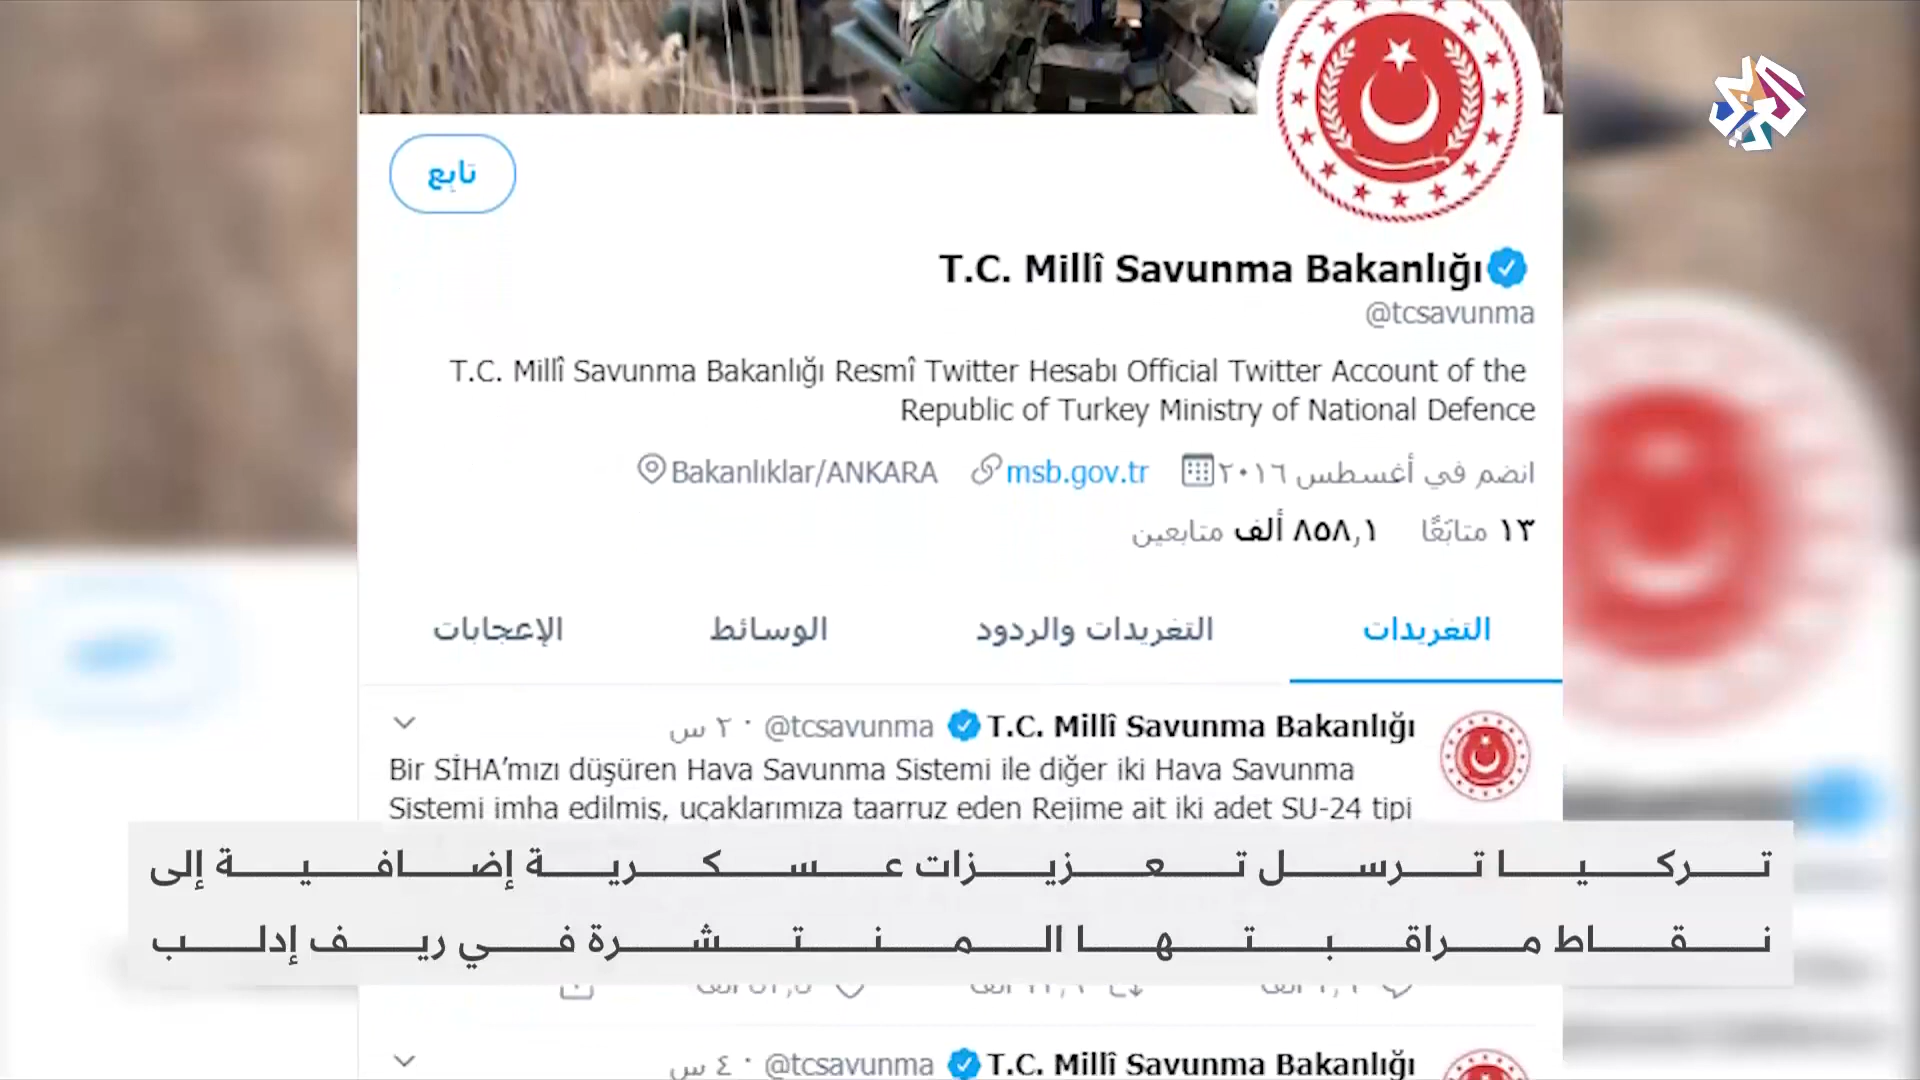 تابع
T.C. Millî Savunma Bakanlığı
@tcsavunma
T.C. Millî Savunma Bakanlığı Resmî Twitter Hesabı Official Twitter Account of the
Republic of Turkey Ministry of National Defence
انضم في أغسطس ٢٠١٦ msb.gov.tr Bakanlıklar/ANKARA
١٣ متابَعًا ٨٥٨,١ ألف متابعين
التغريدات التغريدات والردود الوسائط الإعجابات
T.C. Millî Savunma Bakanlığı @tcsavunma · ٢ س
Bir SİHA’mızı düşüren Hava Savunma Sistemi ile diğer iki Hava Savunma
Sistemi imha edilmiş, uçaklarımıza taarruz eden Rejime ait iki adet SU-24 tipi
تركيا ترسل تعزيزات عسكرية إضافية إلى
نقاط مراقبتها المنتشرة في ريف إدلب
T.C. Millî Savunma Bakanlığı @tcsavunma · ٤ س